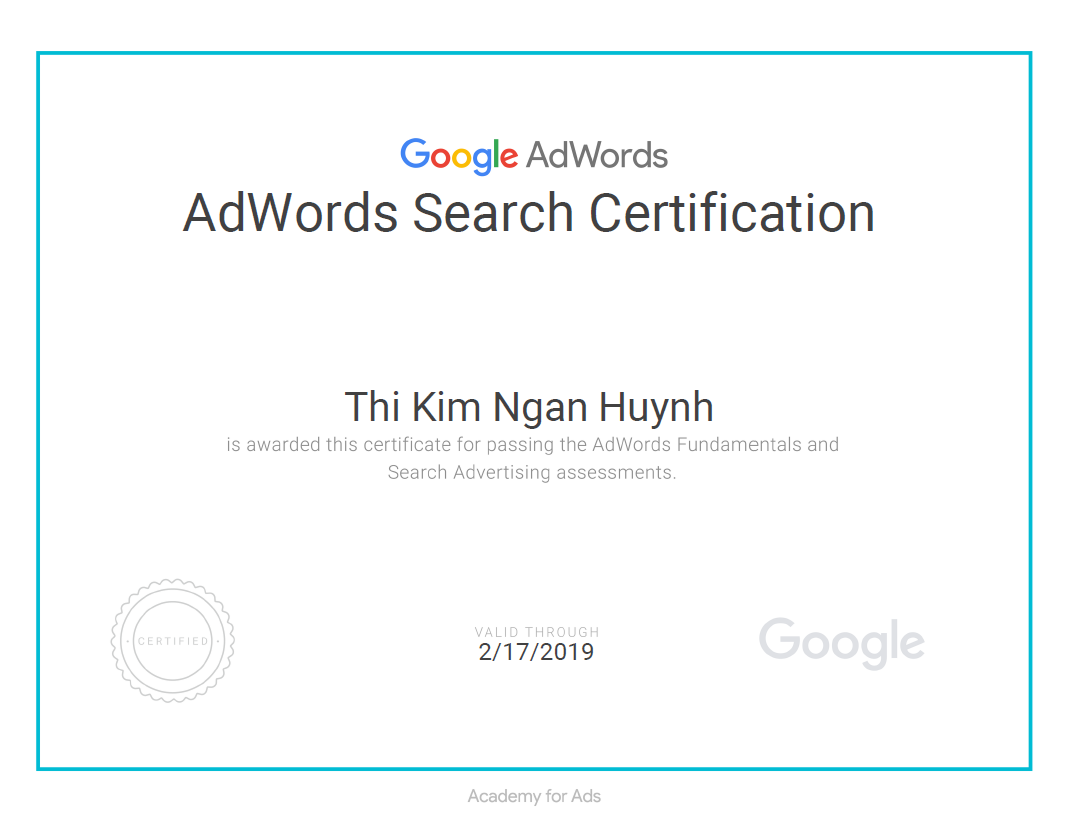 Google AdWords
AdWords Search Certification
Thi Kim Ngan Huynh
is awarded this certificate for passing the AdWords Fundamentals and
Search Advertising assessments.
· CERTIFIED ·
VALID THROUGH
2/17/2019
Google
Academy for Ads